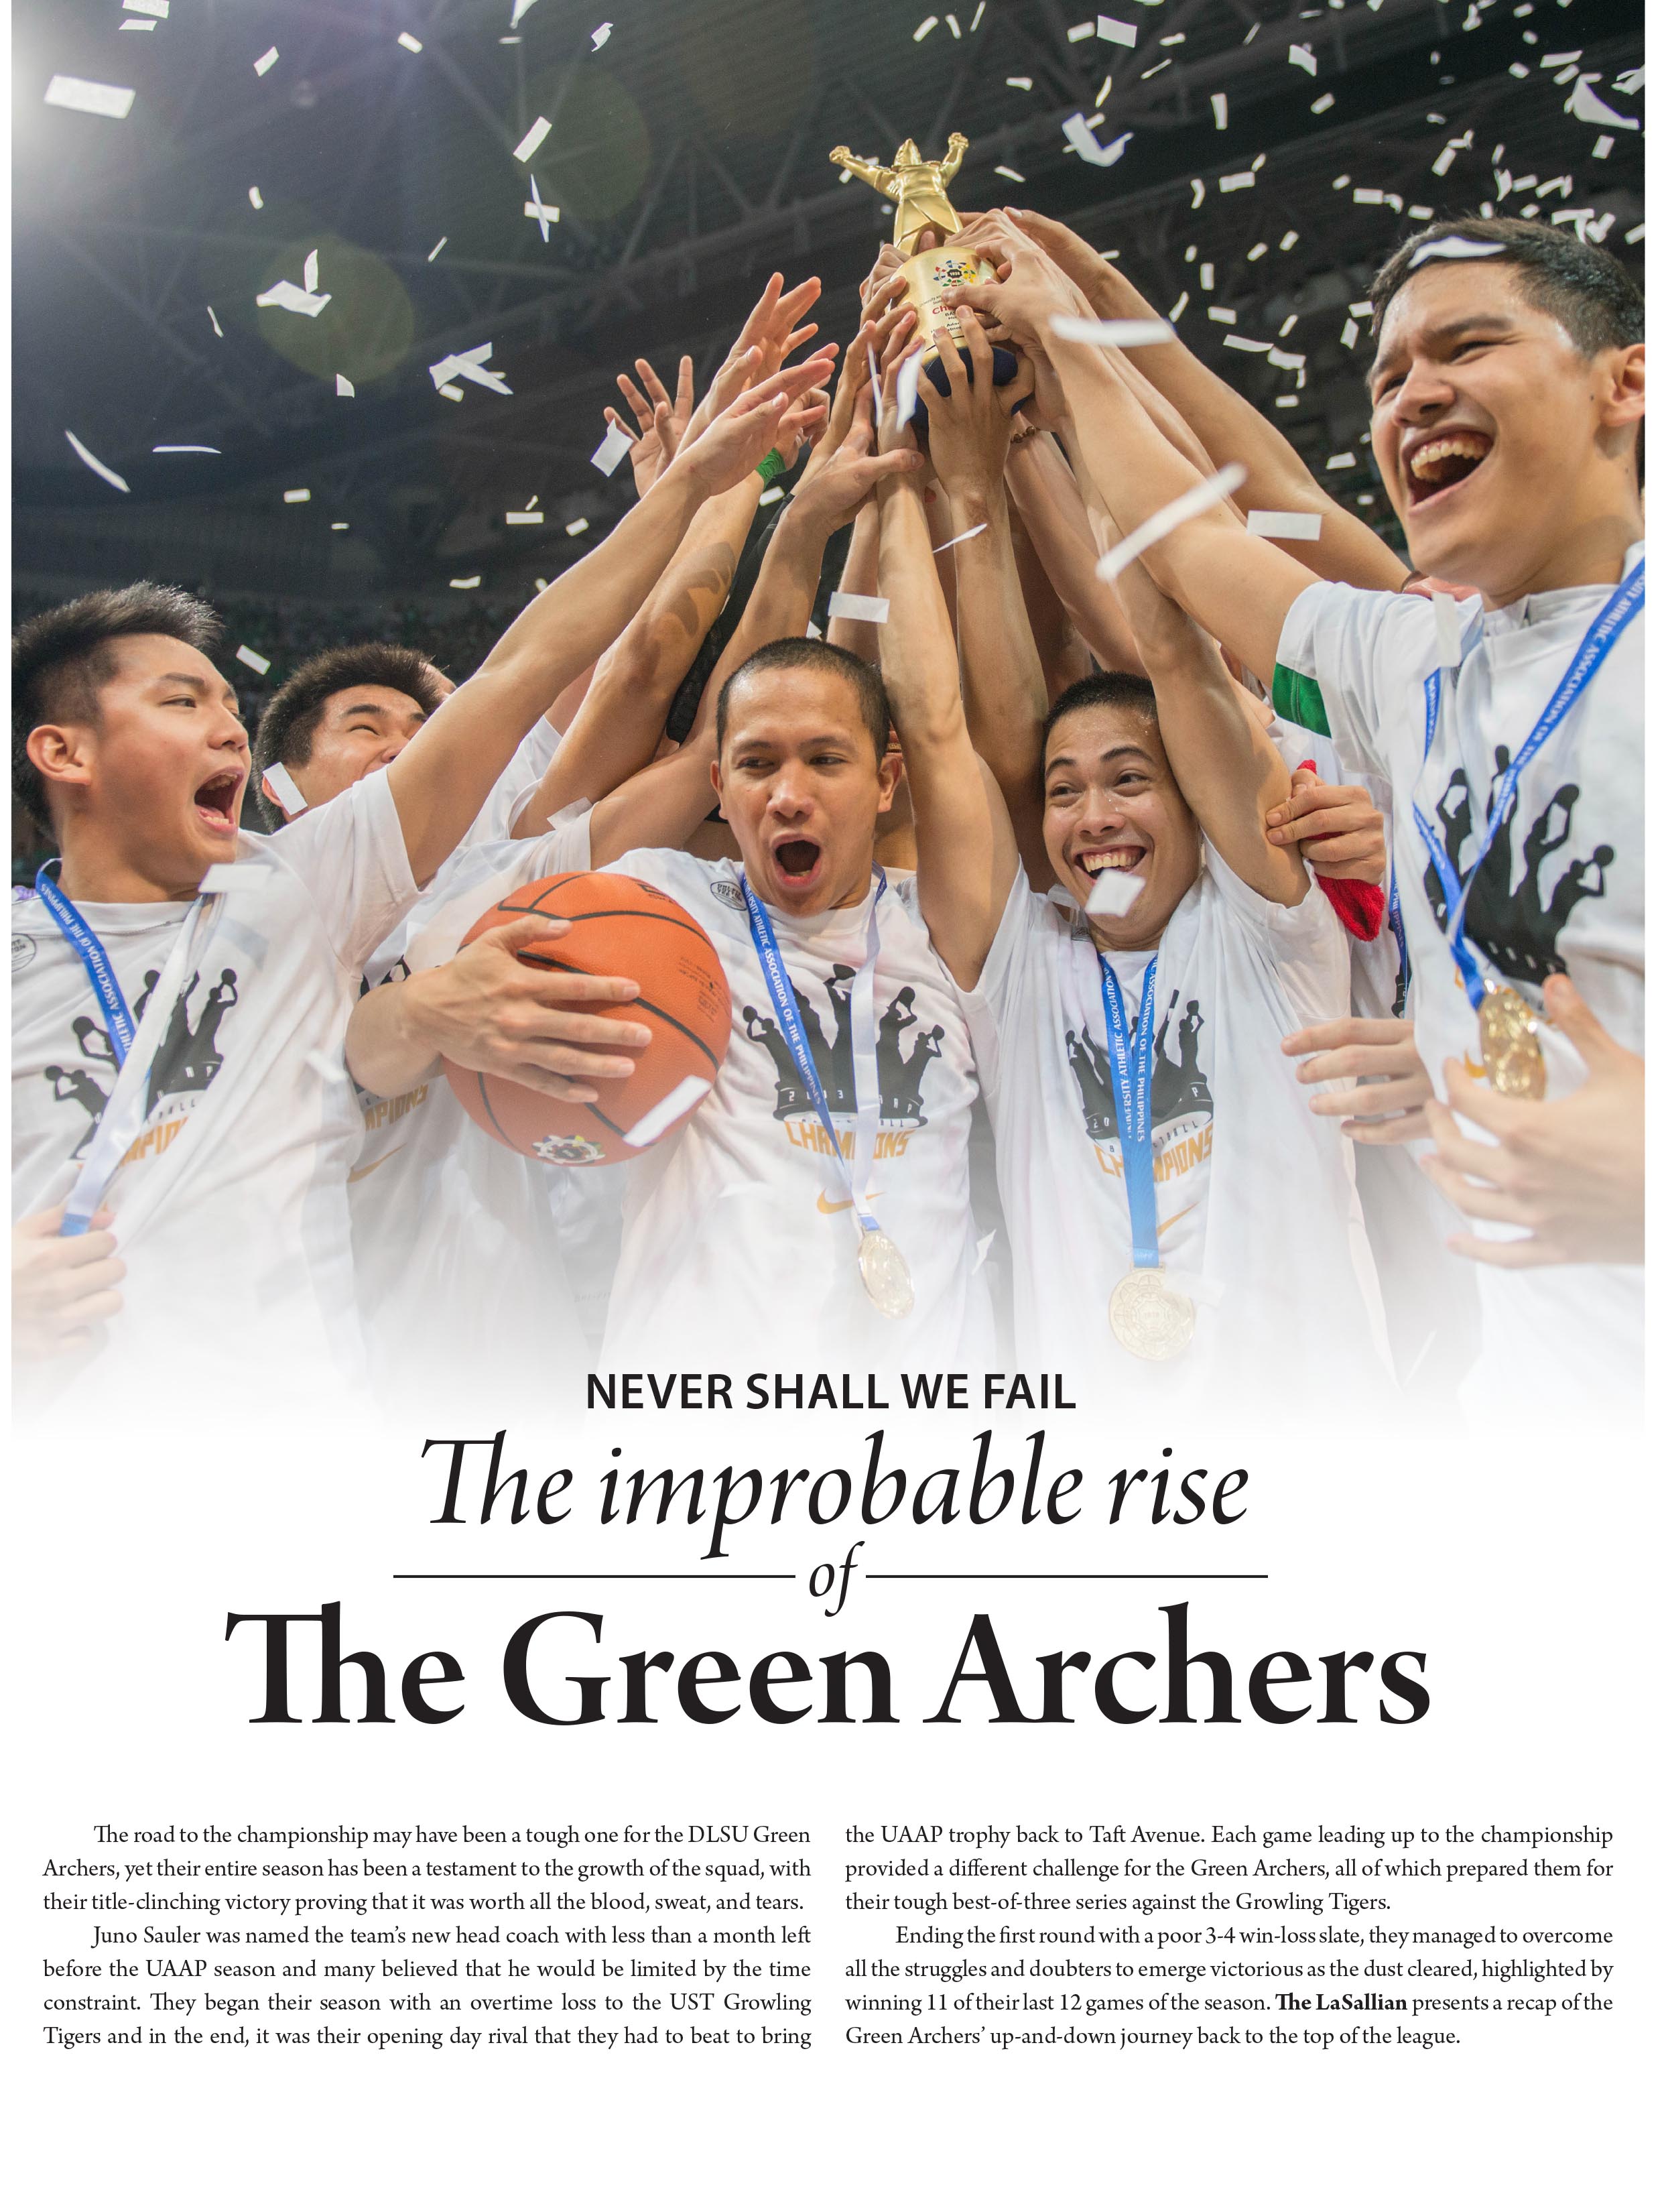 UNIVERSITY ATHLETIC ASSOCIATION OF THE PHILIPPINES
CHAMPIONS
NEVER SHALL WE FAIL
The improbable rise
of
The Green Archers
The road to the championship may have been a tough one for the DLSU Green
Archers, yet their entire season has been a testament to the growth of the squad, with
their title-clinching victory proving that it was worth all the blood, sweat, and tears.
Juno Sauler was named the team's new head coach with less than a month left
before the UAAP season and many believed that he would be limited by the time
constraint. They began their season with an overtime loss to the UST Growling
Tigers and in the end, it was their opening day rival that they had to beat to bring
the UAAP trophy back to Taft Avenue. Each game leading up to the championship
provided a different challenge for the Green Archers, all of which prepared them for
their tough best-of-three series against the Growling Tigers.
Ending the first round with a poor 3-4 win-loss slate, they managed to overcome
all the struggles and doubters to emerge victorious as the dust cleared, highlighted by
winning 11 of their last 12 games of the season. The LaSallian presents a recap of the
Green Archers' up-and-down journey back to the top of the league.